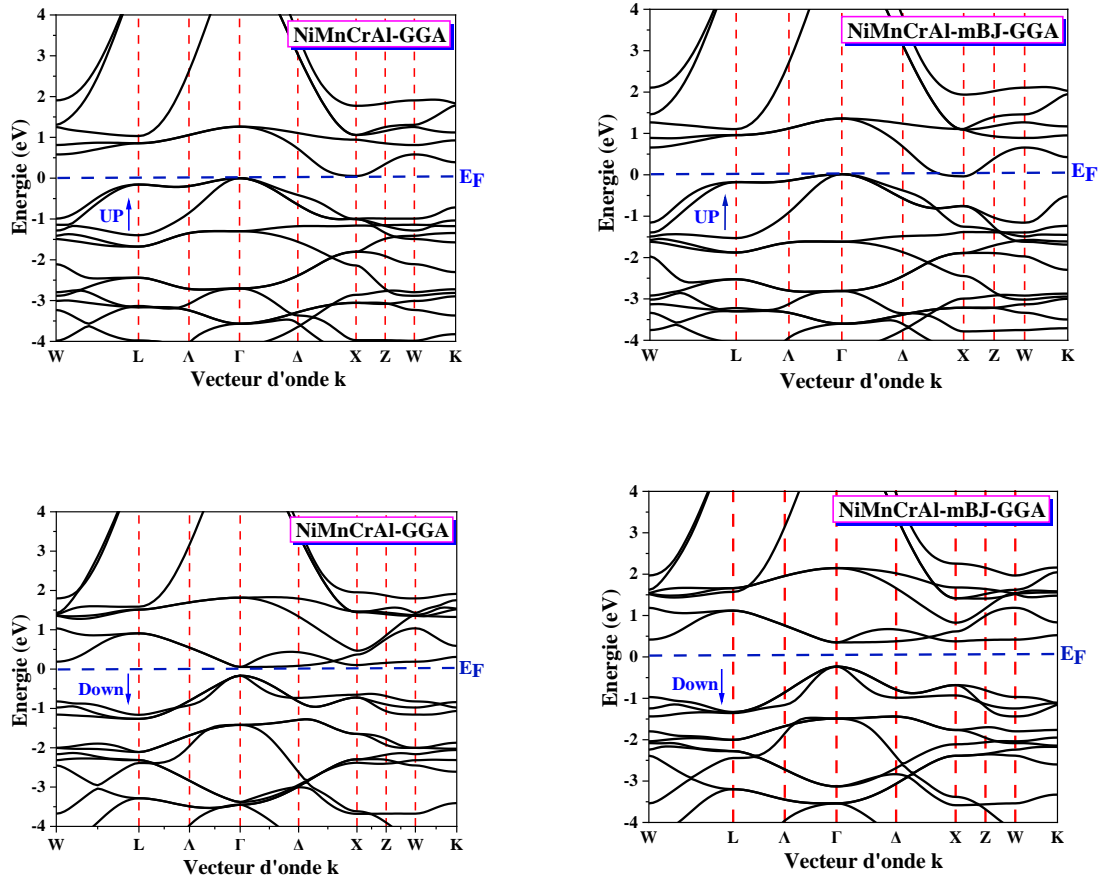 NiMnCrAl-GGA
Energie (eV)
4
3
2
1
0
-1
-2
-3
-4
UP
E_F
W L Λ Γ Δ X Z W K
Vecteur d'onde k
NiMnCrAl-mBJ-GGA
Energie (eV)
4
3
2
1
0
-1
-2
-3
-4
UP
E_F
W L Λ Γ Δ X Z W K
Vecteur d'onde k
NiMnCrAl-GGA
Energie (eV)
4
3
2
1
0
-1
-2
-3
-4
Down
E_F
W L Λ Γ Δ X Z W K
Vecteur d'onde k
NiMnCrAl-mBJ-GGA
Energie (eV)
4
3
2
1
0
-1
-2
-3
-4
Down
E_F
W L Λ Γ Δ X Z W K
Vecteur d'onde k